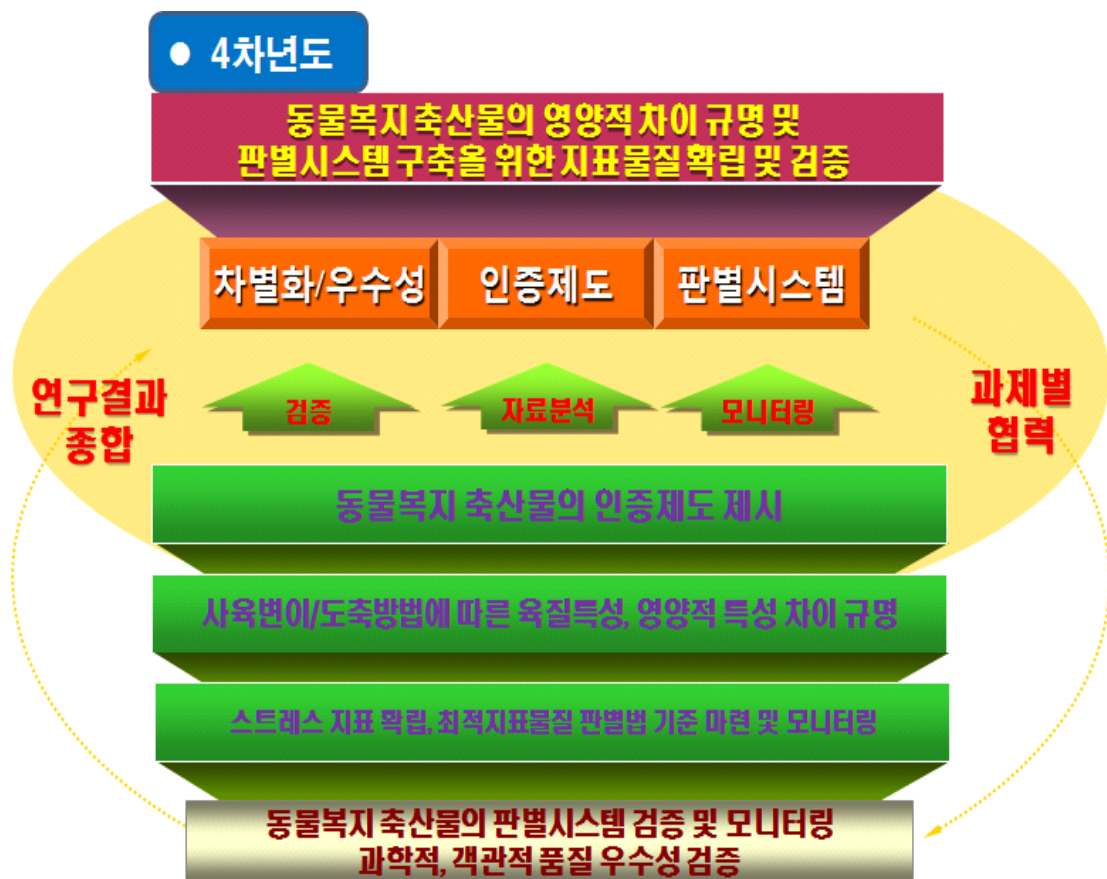 ● 4차년도
동물복지 축산물의 영양적 차이 규명 및
판별시스템 구축올 위한 지표물질 확립 및 검증
차별화/우수성 인증제도 판별시스템
연구결과
종합
과제별
협력
검증 자료분석 모니터링
동물복지 축산물의 인증제도 제시
사육변이/도축방법에 따른 육질특성, 영양적 특성 차이 규명
스트레스 지표 확립, 최적지표물질 판별법 기준 마련 및 모니터링
동물복지 축산물의 판별시스템 검증 및 모니터링
과학적, 객관적 품질 우수성 검증